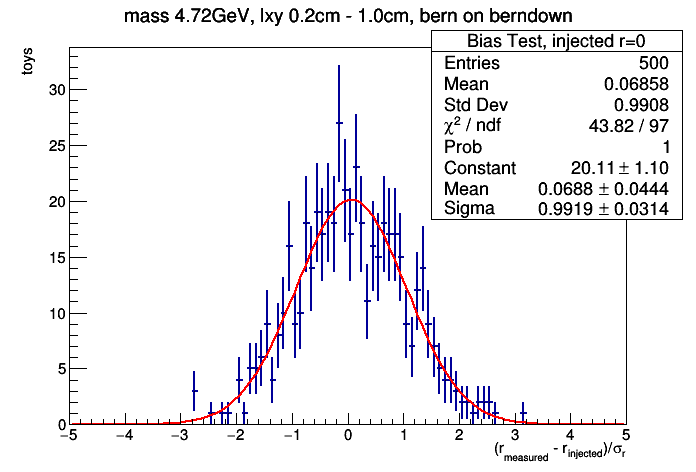 mass 4.72GeV, lxy 0.2cm - 1.0cm, bern on berndown
Bias Test, injected r=0
Entries 500
Mean 0.06858
Std Dev 0.9908
χ² / ndf 43.82 / 97
Prob 1
Constant 20.11 ± 1.10
Mean 0.0688 ± 0.0444
Sigma 0.9919 ± 0.0314
toys
30
25
20
15
10
5
0
−5 −4 −3 −2 −1 0 1 2 3 4 5
(r_measured - r_injected)/σ_r